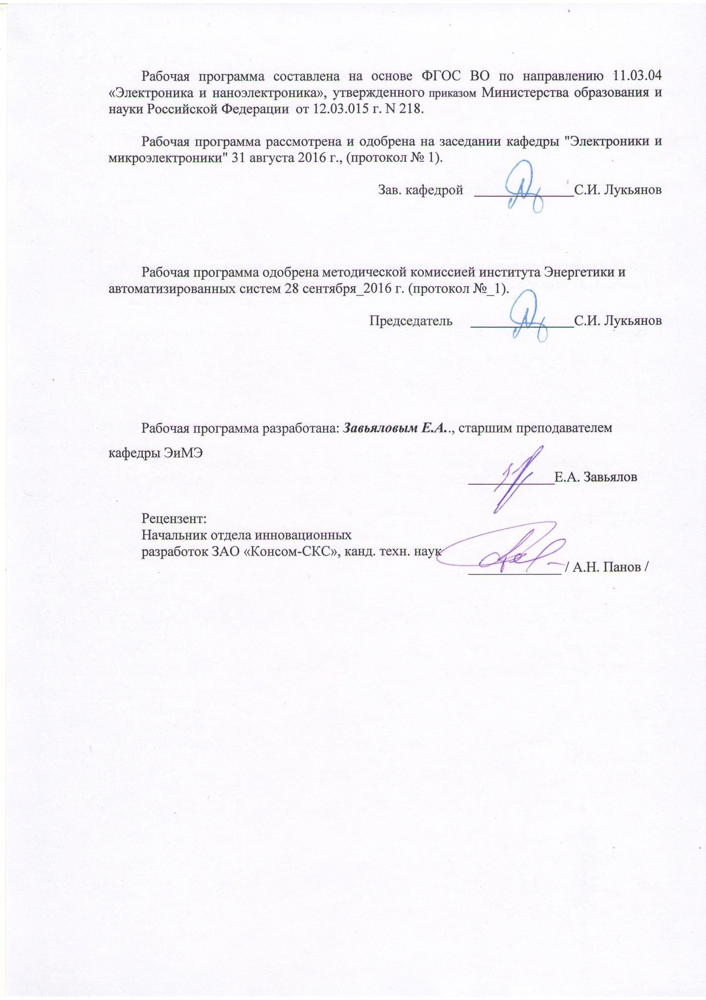 Рабочая программа составлена на основе ФГОС ВО по направлению 11.03.04
«Электроника и наноэлектроника», утвержденного приказом Министерства образования и
науки Российской Федерации от 12.03.015 г. N 218.
Рабочая программа рассмотрена и одобрена на заседании кафедры "Электроники и
микроэлектроники" 31 августа 2016 г., (протокол № 1).
Зав. кафедрой ______________С.И. Лукьянов
Рабочая программа одобрена методической комиссией института Энергетики и
автоматизированных систем 28 сентября_2016 г. (протокол №_1).
Председатель _______________С.И. Лукьянов
Рабочая программа разработана: Завьяловым Е.А.., старшим преподавателем
кафедры ЭиМЭ
____________Е.А. Завьялов
Рецензент:
Начальник отдела инновационных
разработок ЗАО «Консом-СКС», канд. техн. наук
_____________ / А.Н. Панов /